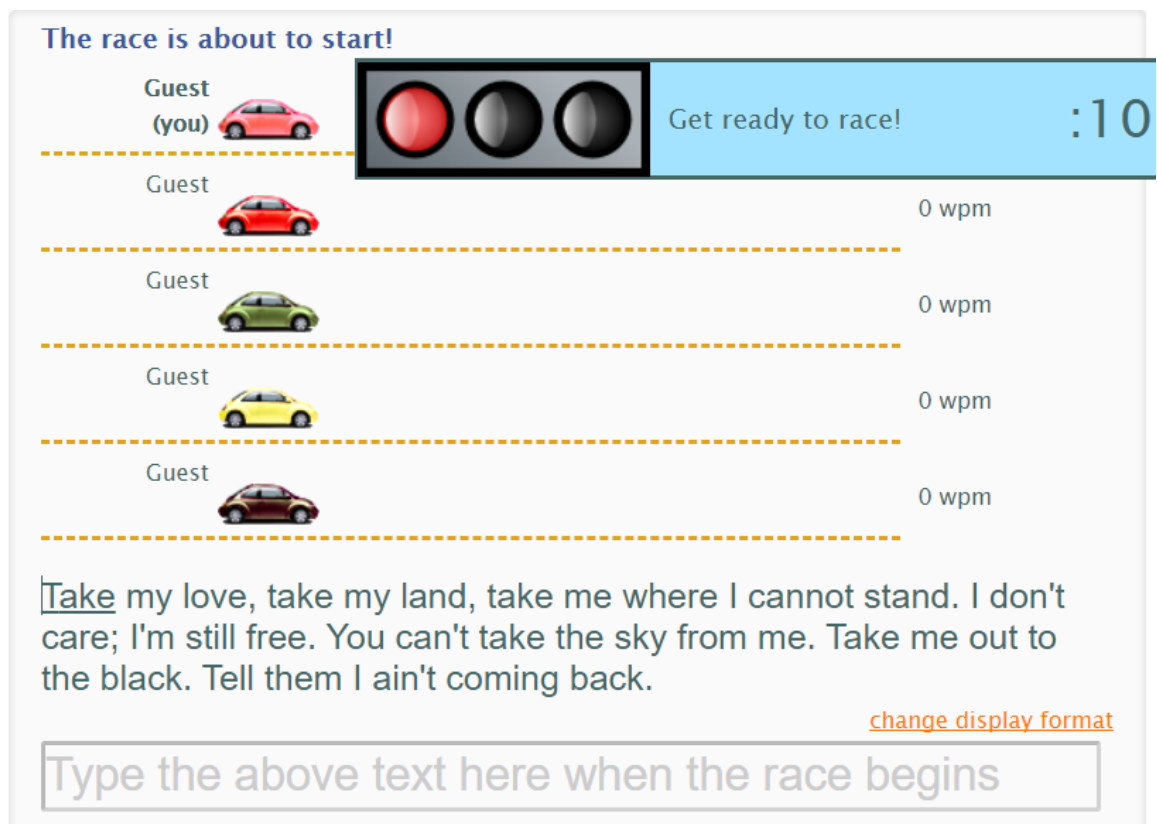 The race is about to start!
Guest
(you)
Get ready to race!
:10
Guest
0 wpm
Guest
0 wpm
Guest
0 wpm
Guest
0 wpm
Take my love, take my land, take me where I cannot stand. I don't
care; I'm still free. You can't take the sky from me. Take me out to
the black. Tell them I ain't coming back.
change display format
Type the above text here when the race begins